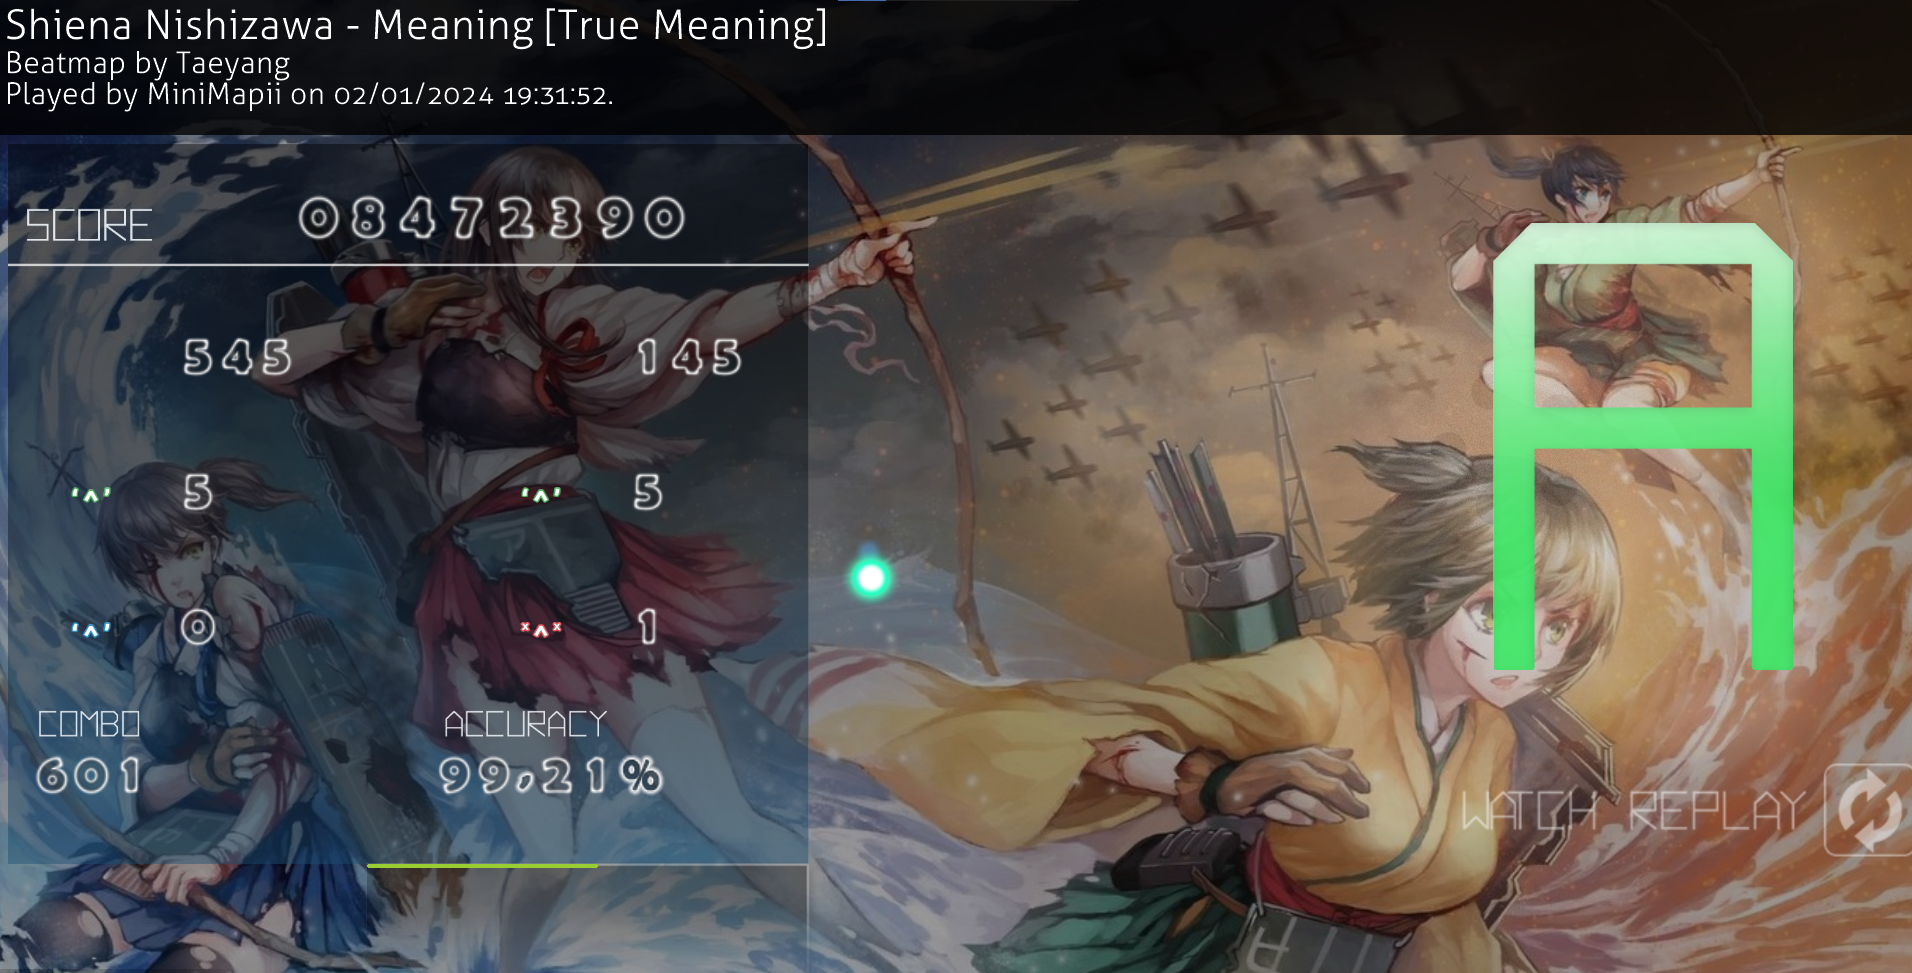 Shiena Nishizawa - Meaning [True Meaning]
Beatmap by Taeyang
Played by MiniMapii on 02/01/2024 19:31:52.
SCORE 08472390
545 145
'^' 5 '^' 5
'^' 0 x^x 1
COMBO ACCURACY
601 99,21%
A
WATCH REPLAY